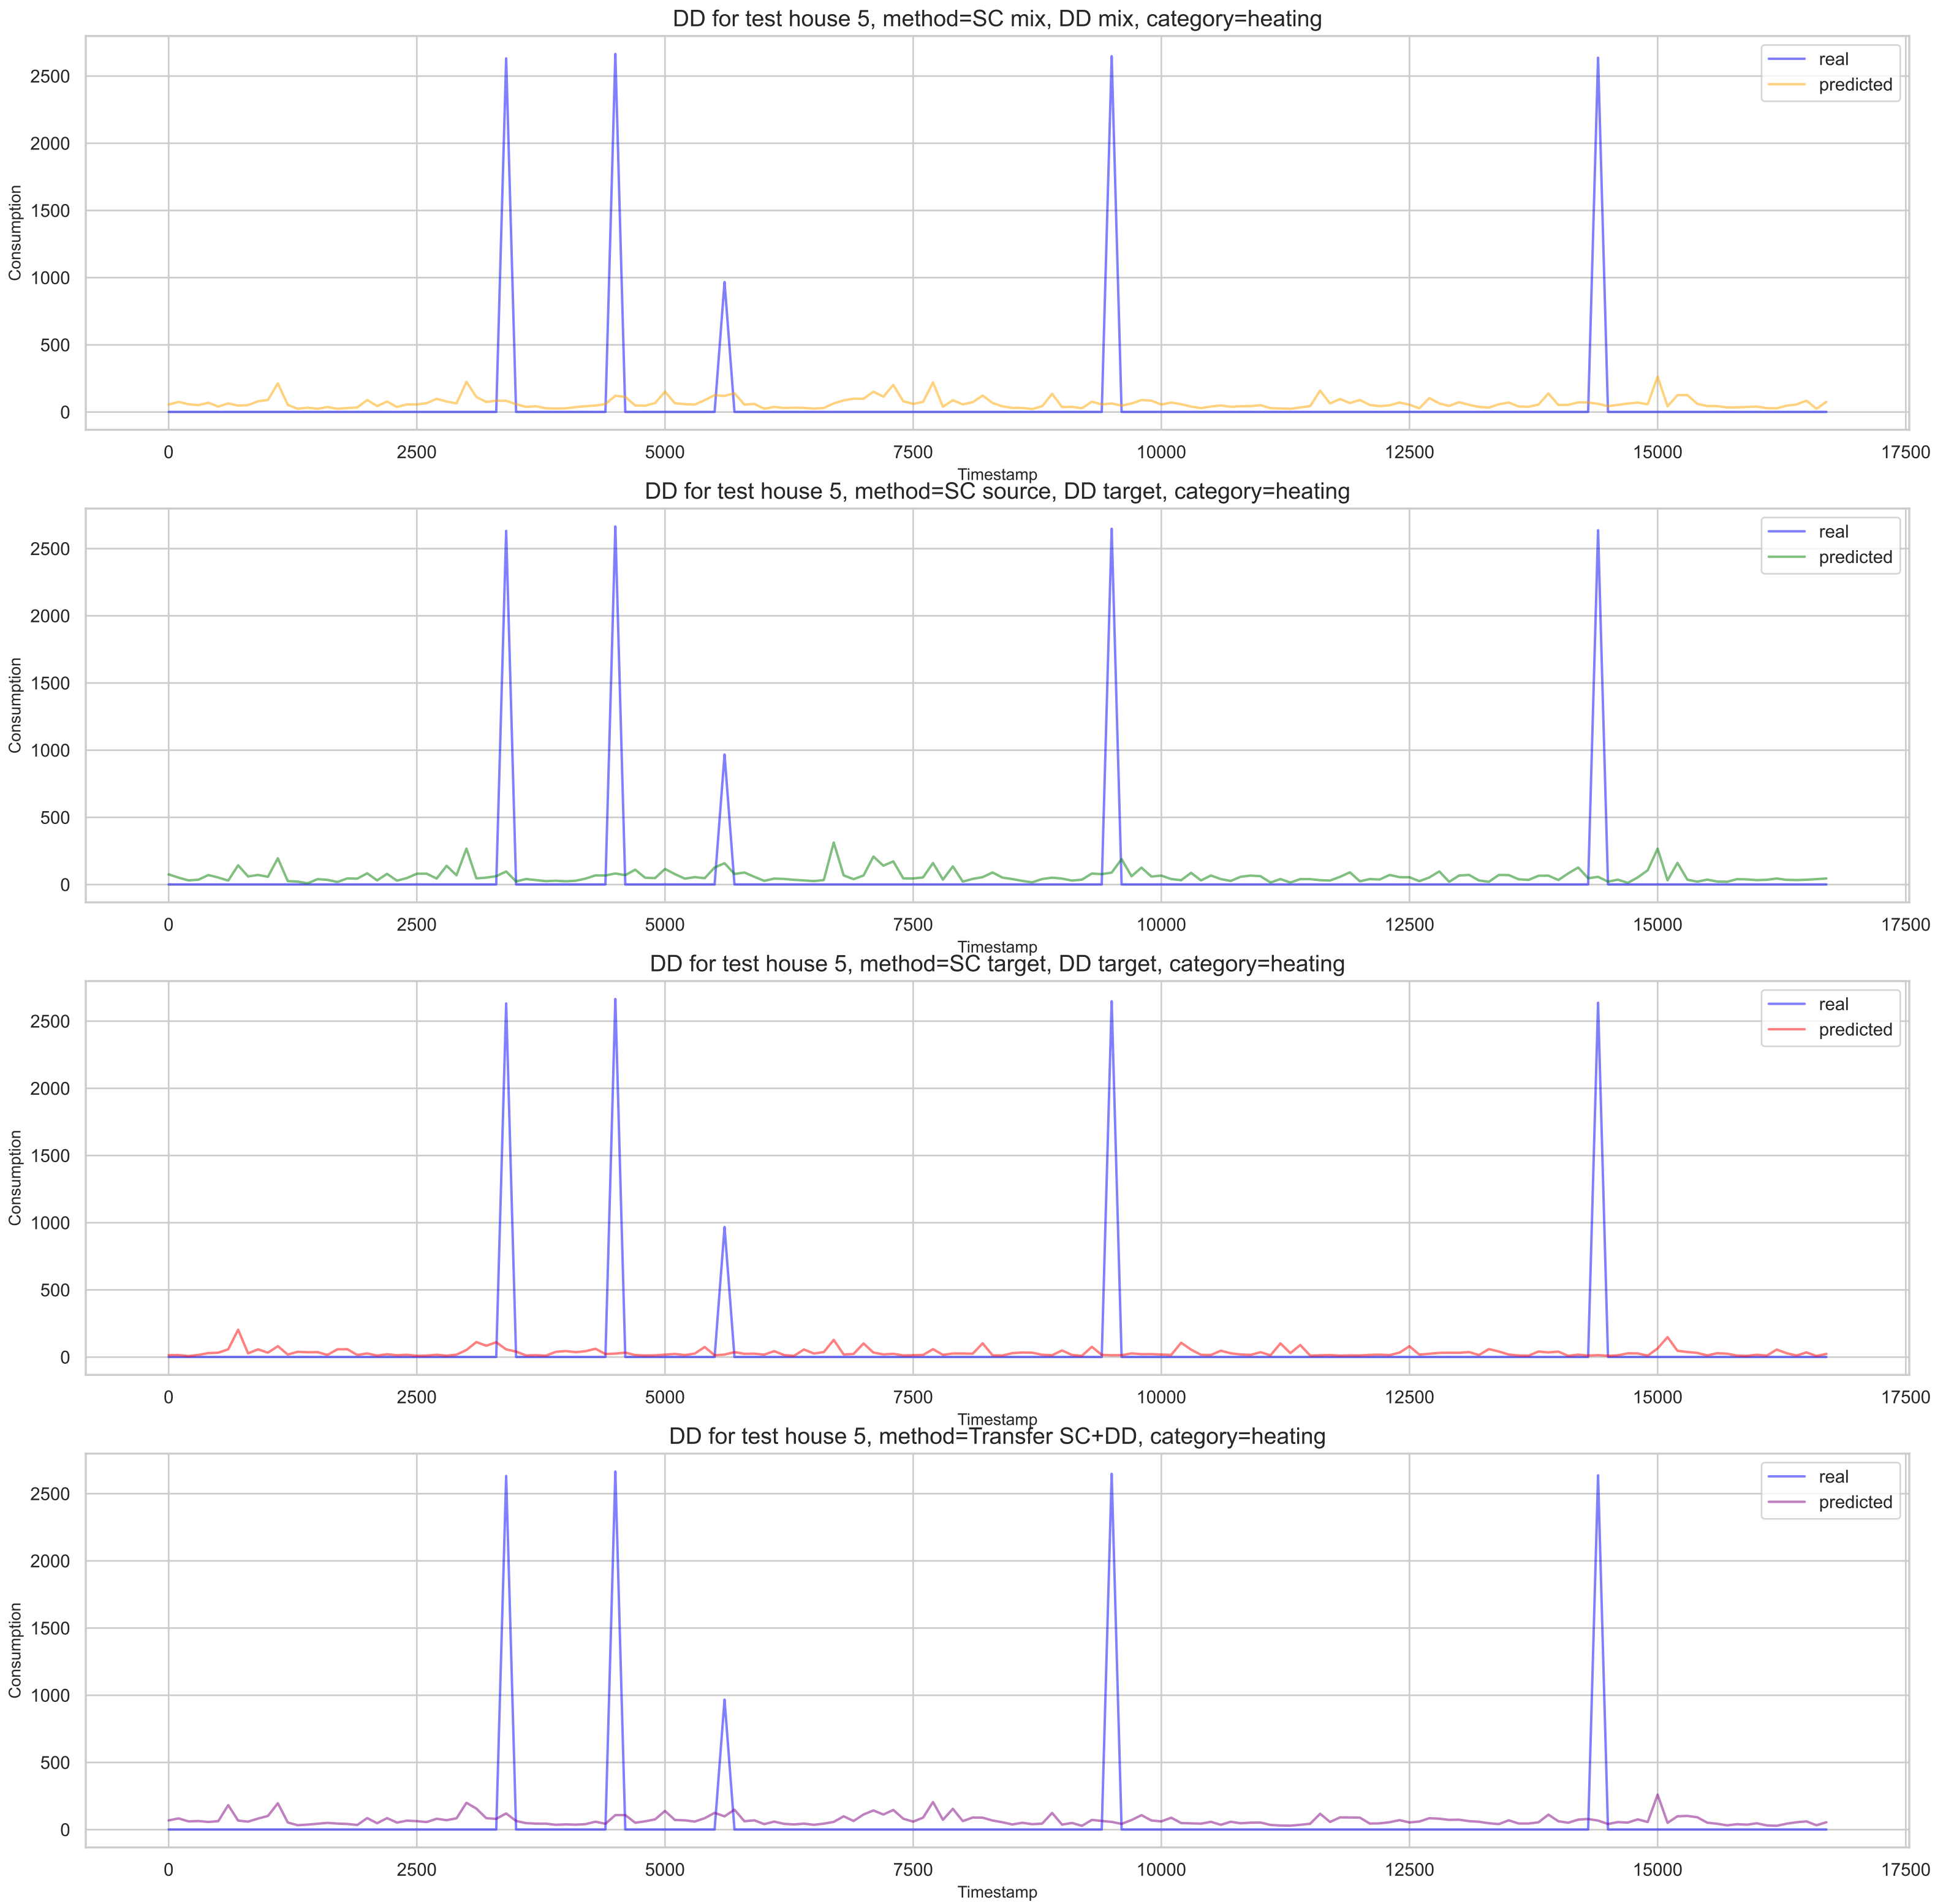 DD for test house 5, method=SC mix, DD mix, category=heating
real
predicted
2500
2000
1500
1000
500
0
Consumption
0 2500 5000 7500 10000 12500 15000 17500
Timestamp
DD for test house 5, method=SC source, DD target, category=heating
real
predicted
2500
2000
1500
1000
500
0
Consumption
0 2500 5000 7500 10000 12500 15000 17500
Timestamp
DD for test house 5, method=SC target, DD target, category=heating
real
predicted
2500
2000
1500
1000
500
0
Consumption
0 2500 5000 7500 10000 12500 15000 17500
Timestamp
DD for test house 5, method=Transfer SC+DD, category=heating
real
predicted
2500
2000
1500
1000
500
0
Consumption
0 2500 5000 7500 10000 12500 15000 17500
Timestamp